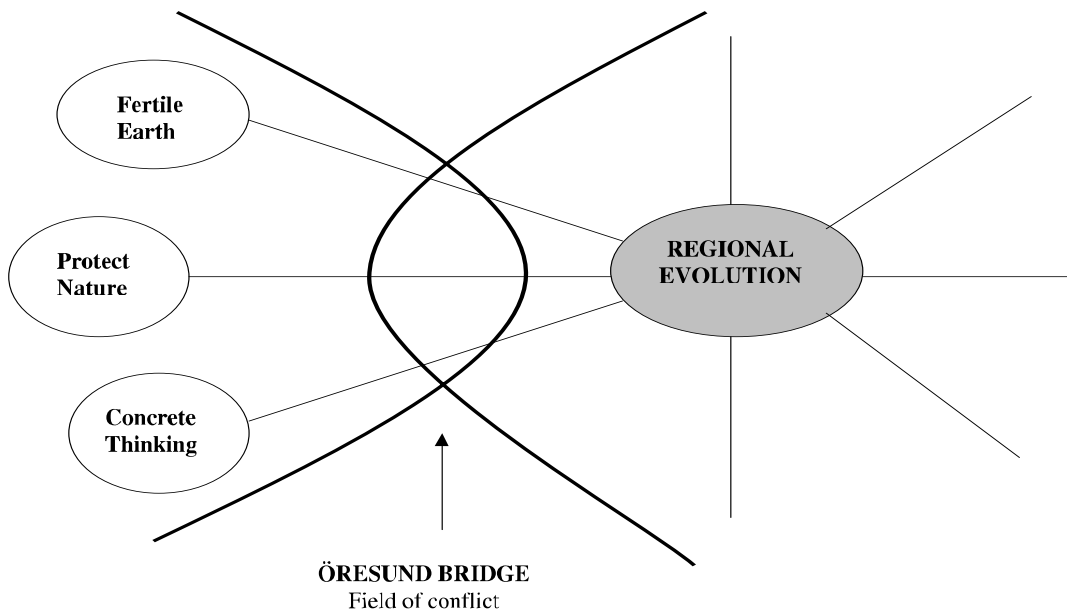 Fertile
Earth
Protect
Nature
REGIONAL
EVOLUTION
Concrete
Thinking
ÖRESUND BRIDGE
Field of conflict